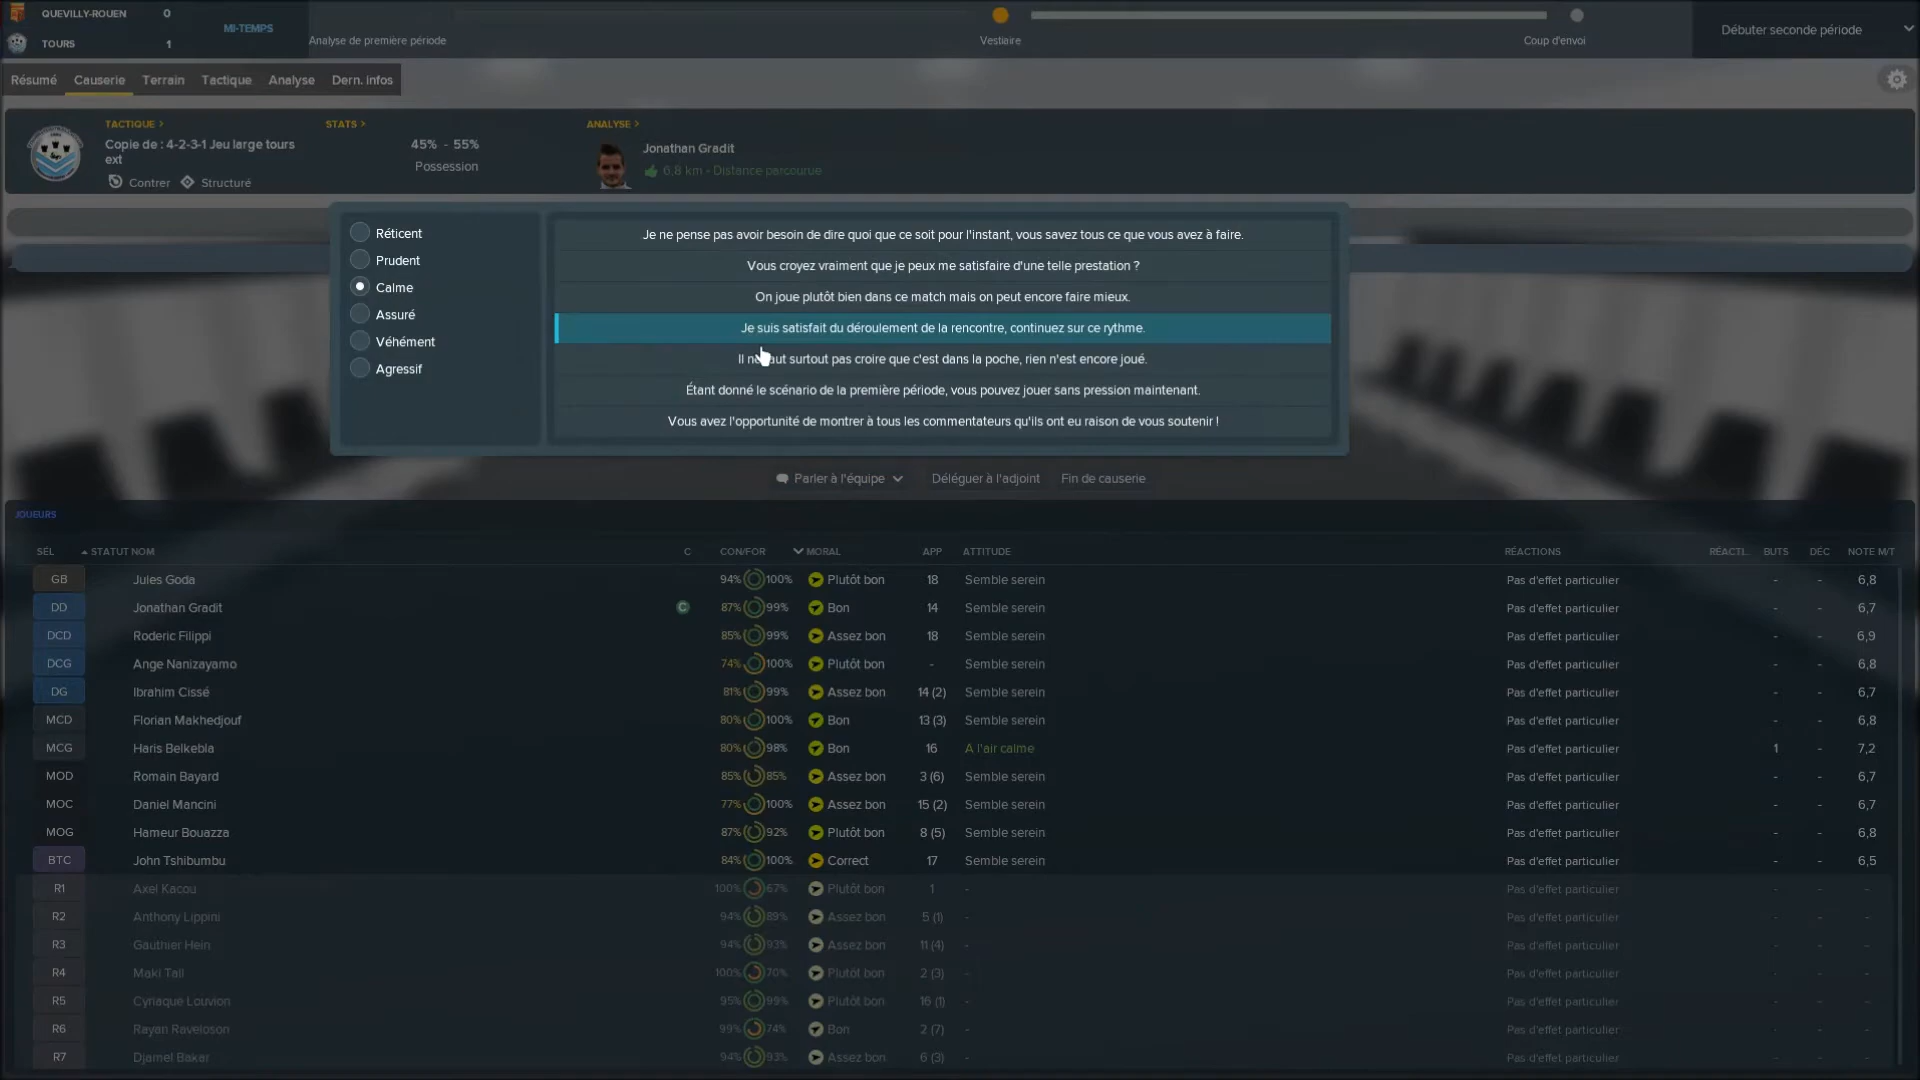 QUEVILLY-ROUEN 0
TOURS 1
MI-TEMPS
Analyse de première période
Vestiaire
Coup d'envoi
Débuter seconde période
Résumé Causerie Terrain Tactique Analyse Dern. infos
TACTIQUE >
Copie de : 4-2-3-1 Jeu large tours
ext
Contrer Structuré
STATS >
45% - 55%
Possession
ANALYSE >
Jonathan Gradit
6,8 km - Distance parcourue
Réticent
Prudent
Calme
Assuré
Véhément
Agressif
Je ne pense pas avoir besoin de dire quoi que ce soit pour l'instant, vous savez tous ce que vous avez à faire.
Vous croyez vraiment que je peux me satisfaire d'une telle prestation ?
On joue plutôt bien dans ce match mais on peut encore faire mieux.
Je suis satisfait du déroulement de la rencontre, continuez sur ce rythme.
Il ne faut surtout pas croire que c'est dans la poche, rien n'est encore joué.
Étant donné le scénario de la première période, vous pouvez jouer sans pression maintenant.
Vous avez l'opportunité de montrer à tous les commentateurs qu'ils ont eu raison de vous soutenir !
Parler à l'équipe Déléguer à l'adjoint Fin de causerie
JOUEURS
SÉL STATUT NOM C CON/FOR MORAL APP ATTITUDE RÉACTIONS RÉACTI... BUTS DÉC NOTE M/T
GB Jules Goda 94% 100% Plutôt bon 18 Semble serein Pas d'effet particulier - - 6,8
DD Jonathan Gradit C 87% 99% Bon 14 Semble serein Pas d'effet particulier - - 6,7
DCD Roderic Filippi 85% 99% Assez bon 18 Semble serein Pas d'effet particulier - - 6,9
DCG Ange Nanizayamo 74% 100% Plutôt bon - Semble serein Pas d'effet particulier - - 6,8
DG Ibrahim Cissé 81% 99% Assez bon 14 (2) Semble serein Pas d'effet particulier - - 6,7
MCD Florian Makhedjouf 80% 100% Bon 13 (3) Semble serein Pas d'effet particulier - - 6,8
MCG Haris Belkebla 80% 98% Bon 16 A l'air calme Pas d'effet particulier 1 - 7,2
MOD Romain Bayard 85% 85% Assez bon 3 (6) Semble serein Pas d'effet particulier - - 6,7
MOC Daniel Mancini 77% 100% Assez bon 15 (2) Semble serein Pas d'effet particulier - - 6,7
MOG Hameur Bouazza 87% 92% Plutôt bon 8 (5) Semble serein Pas d'effet particulier - - 6,8
BTC John Tshibumbu 84% 100% Correct 17 Semble serein Pas d'effet particulier - - 6,5
R1 Axel Kacou 100% 67% Plutôt bon 1 - Pas d'effet particulier - - -
R2 Anthony Lippini 94% 89% Assez bon 5 (1) - Pas d'effet particulier - - -
R3 Gauthier Hein 94% 93% Assez bon 11 (4) - Pas d'effet particulier - - -
R4 Maki Tall 100% 70% Plutôt bon 2 (3) - Pas d'effet particulier - - -
R5 Cyriaque Louvion 95% 99% Plutôt bon 16 (1) - Pas d'effet particulier - - -
R6 Rayan Raveloson 99% 74% Bon 2 (7) - Pas d'effet particulier - - -
R7 Djamel Bakar 94% 93% Assez bon 6 (3) - Pas d'effet particulier - - -